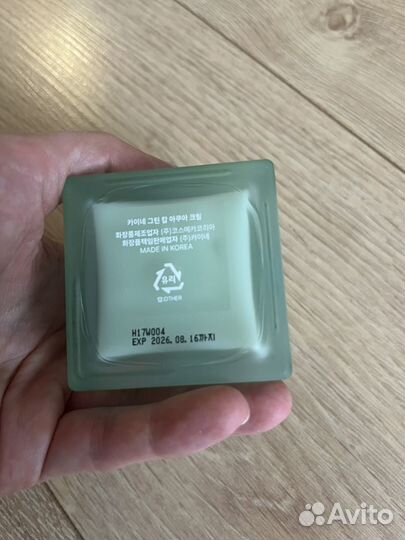 카이네 그린 캄 아쿠아 크림
화장품제조업자 (주)코스메카코리아
화장품책임판매업자 (주)카이네
MADE IN KOREA
유리
캡:OTHER
H17W004
EXP 2026.08.16까지
Avito